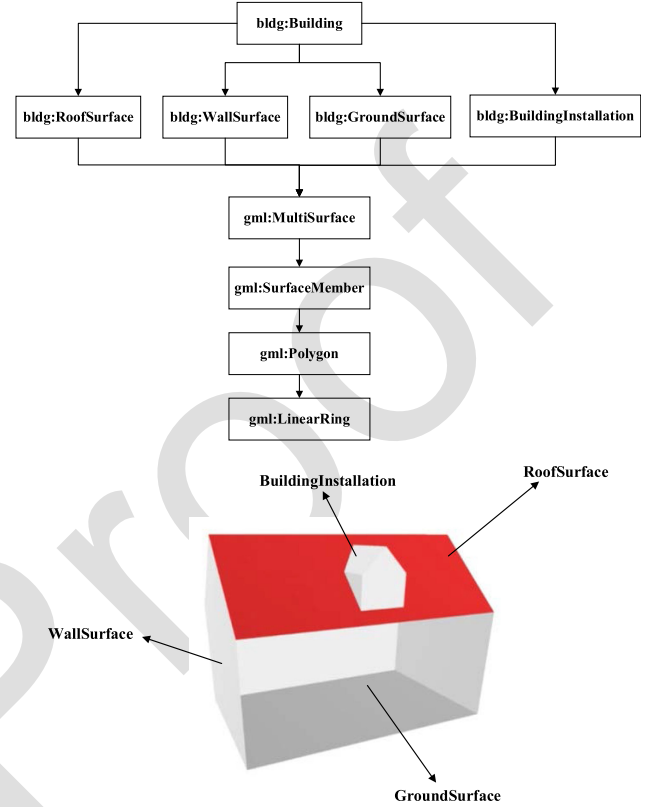 bldg:Building
bldg:RoofSurface
bldg:WallSurface
bldg:GroundSurface
bldg:BuildingInstallation
gml:MultiSurface
gml:SurfaceMember
gml:Polygon
gml:LinearRing
BuildingInstallation
RoofSurface
WallSurface
GroundSurface
Proof